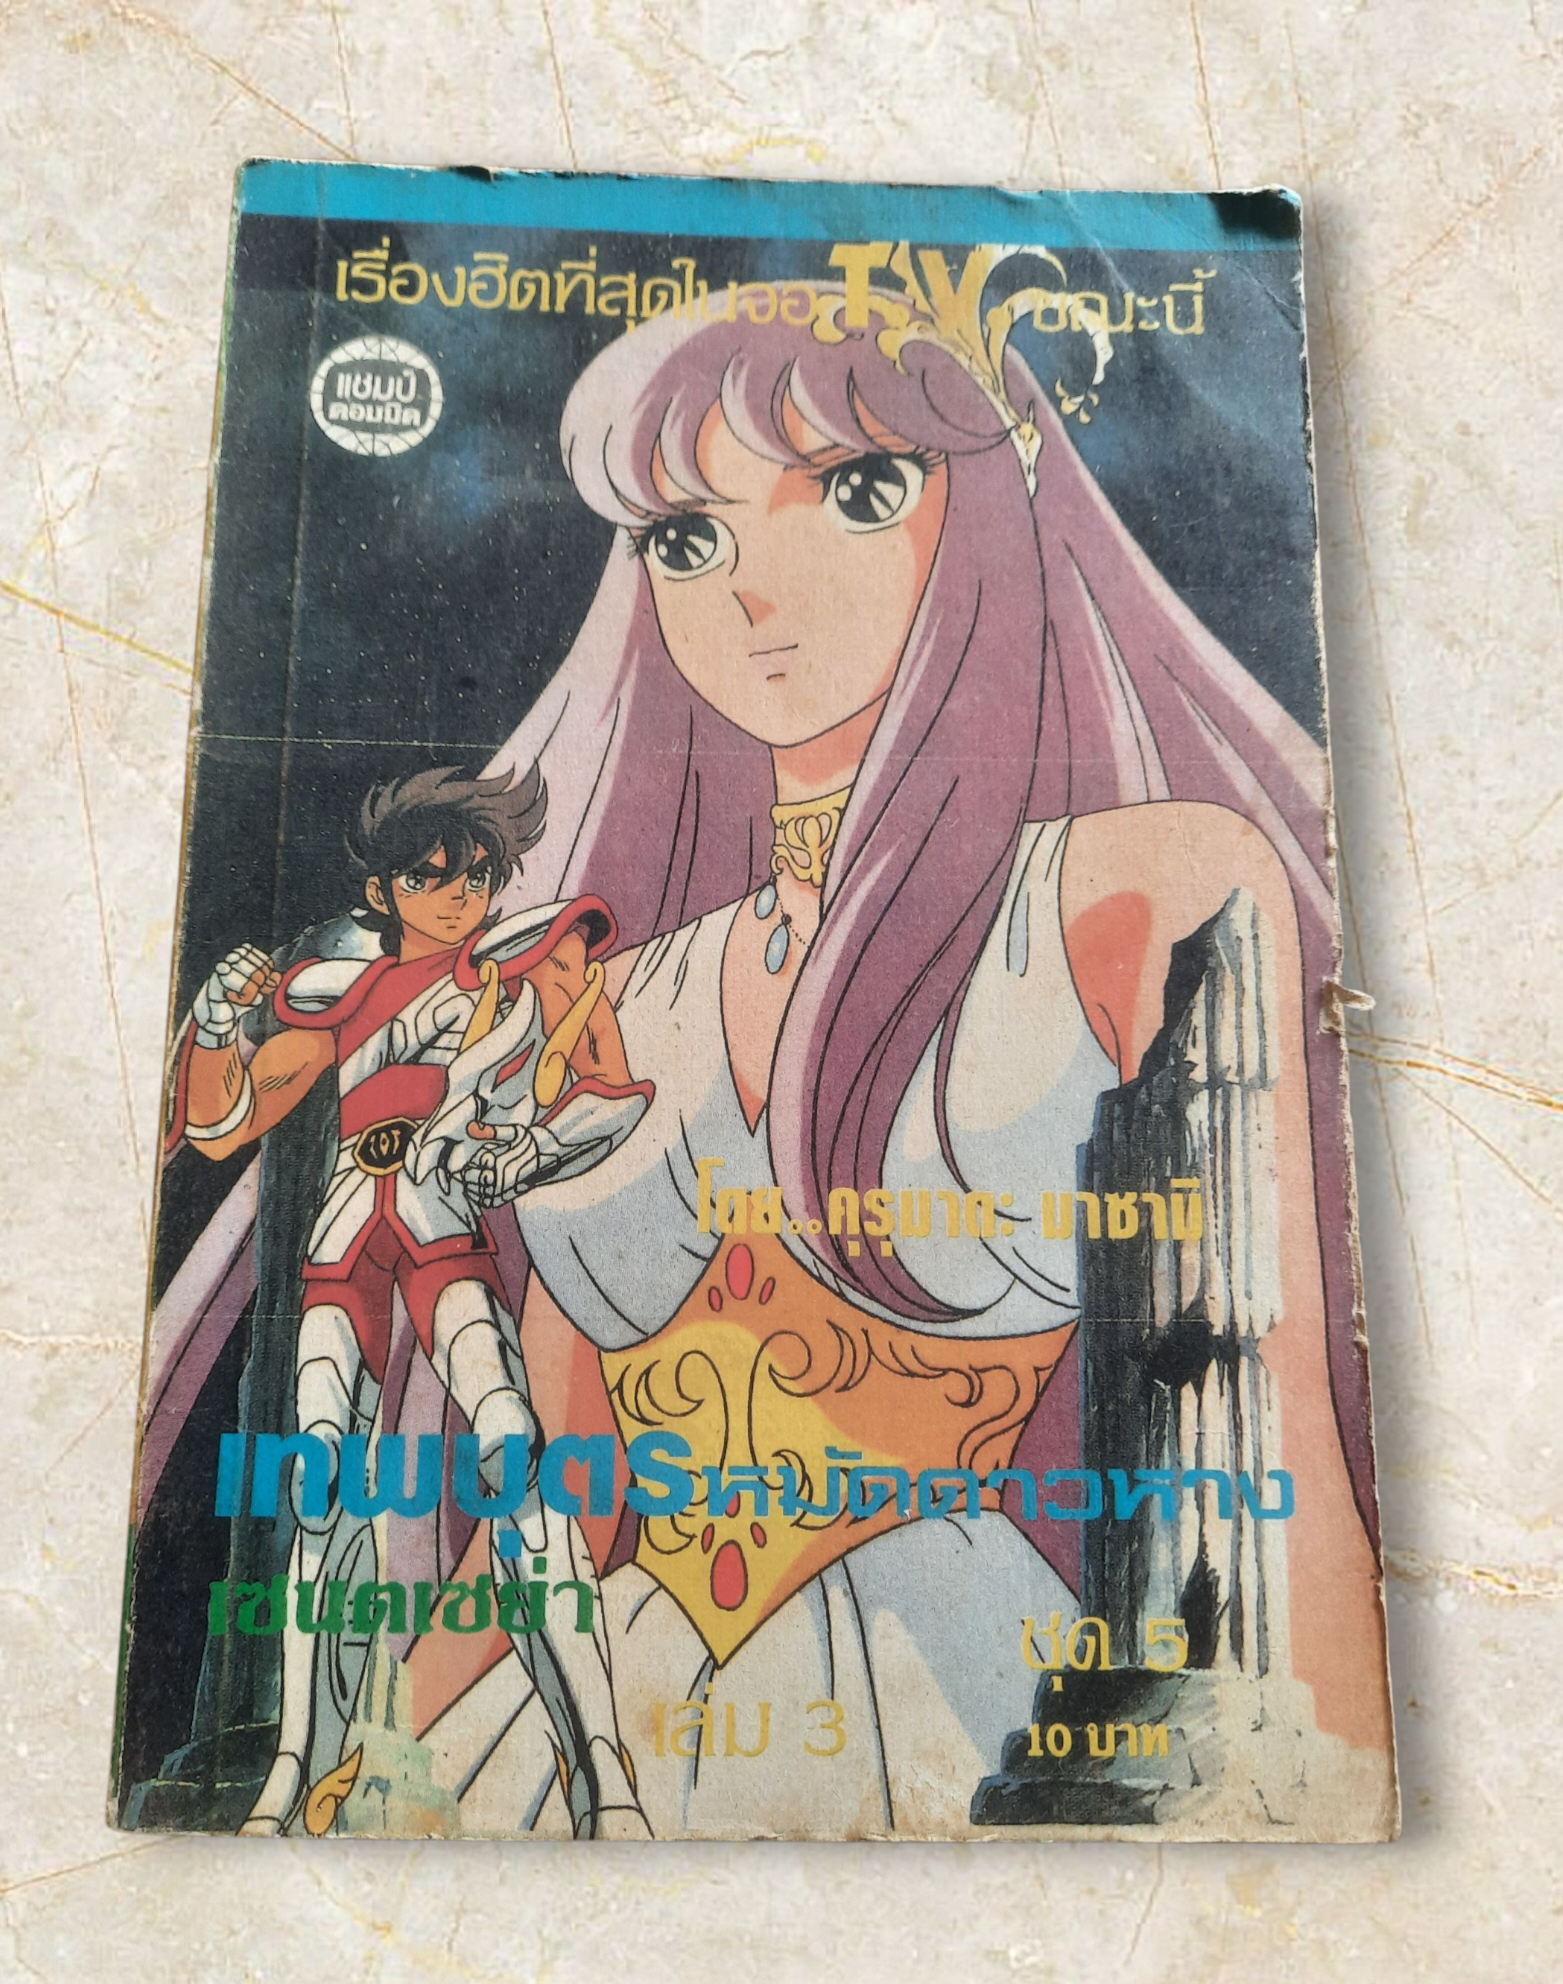 เรื่องฮิตที่สุดในจอ T.V. ขณะนี้
แชมป์
คอมมิค
โดย..คุรุมาดะ มาซามิ
เทพบุตรหมัดดาวหาง
เซนต์เซย่า
ชุด 5
เล่ม 3
10 บาท